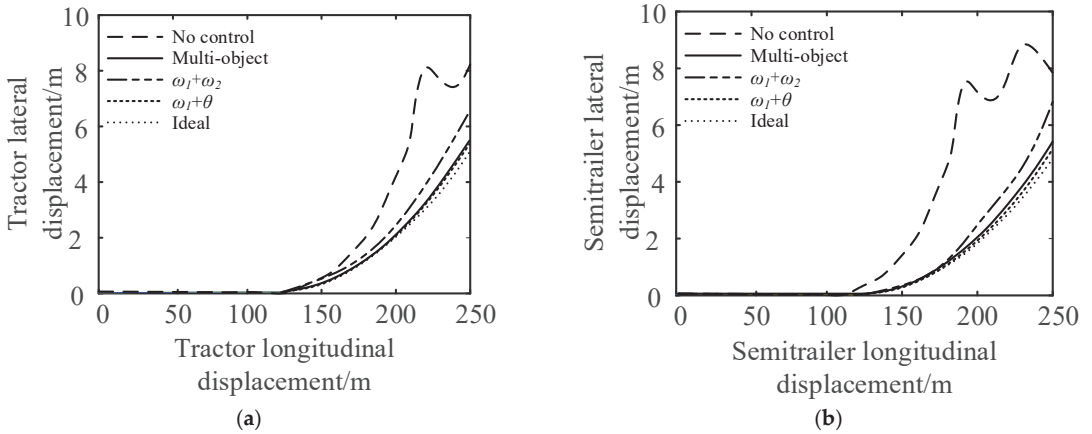 10
8
6
4
2
0
Tractor lateral
displacement/m
No control
Multi-object
ω1+ω2
ω1+θ
Ideal
0 50 100 150 200 250
Tractor longitudinal
displacement/m
(a)
10
8
6
4
2
0
Semitrailer lateral
displacement/m
No control
Multi-object
ω1+ω2
ω1+θ
Ideal
0 50 100 150 200 250
Semitrailer longitudinal
displacement/m
(b)